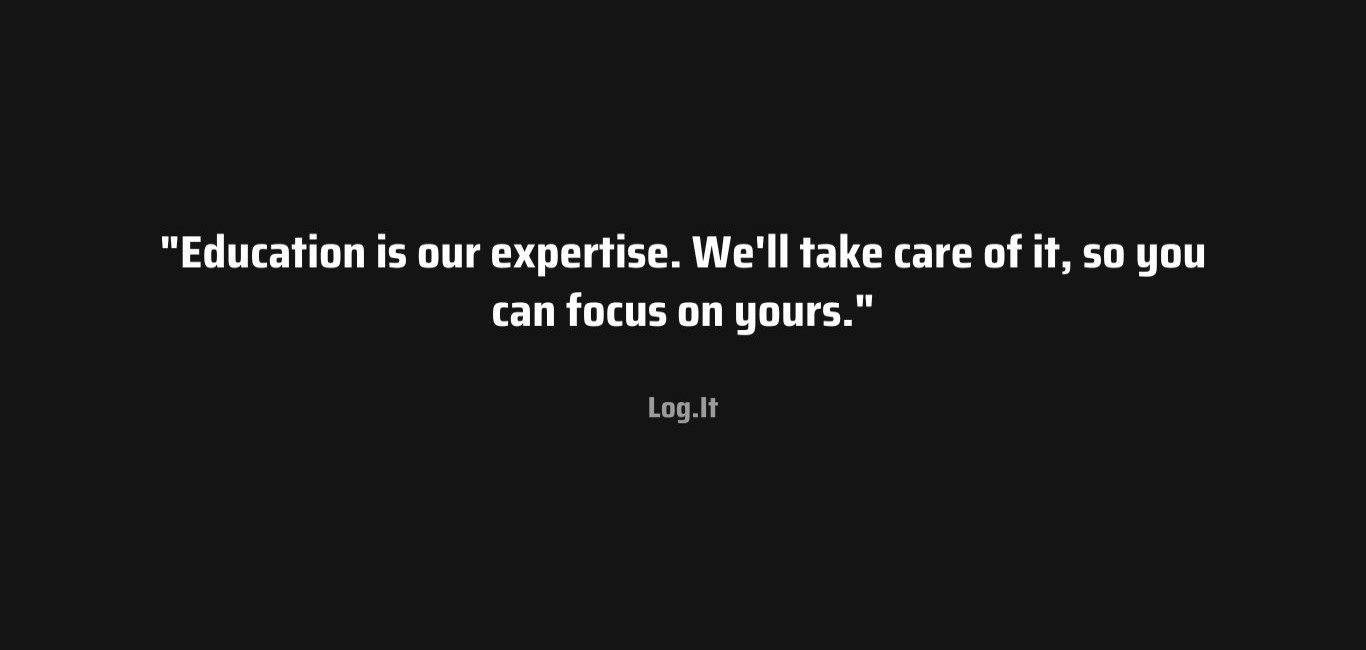 "Education is our expertise. We'll take care of it, so you
can focus on yours."
Log.It